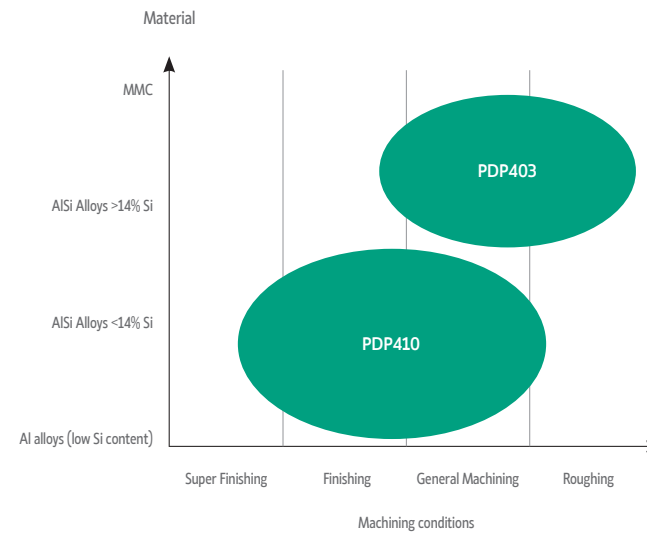 Material
MMC
PDP403
AlSi Alloys >14% Si
AlSi Alloys <14% Si
PDP410
Al alloys (low Si content)
Super Finishing
Finishing
General Machining
Roughing
Machining conditions